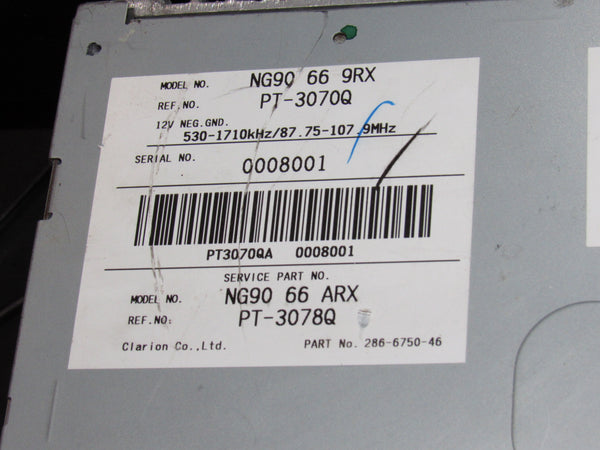 MODEL NO. NG90 66 9RX
REF.NO. PT-3070Q
12V NEG.GND.
530-1710kHz/87.75-107.9MHz
SERIAL NO. 0008001
PT3070QA 0008001
SERVICE PART NO.
MODEL NO. NG90 66 ARX
REF.NO: PT-3078Q
Clarion Co.,Ltd. PART No. 286-6750-46